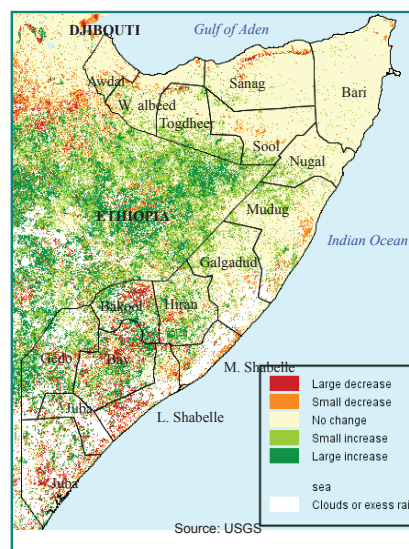 DJIBQUTI
Gulf of Aden
Awdal
Sanag
W. albeed
Bari
Togdheer
Sool
Nugal
ETHIOPIA
Mudug
Indian Ocean
Galgadud
Bakool
Hiran
Gedo
Bay
M. Shabelle
Juba
L. Shabelle
Juba
Large decrease
Small decrease
No change
Small increase
Large increase
sea
Clouds or exess rai
Source: USGS